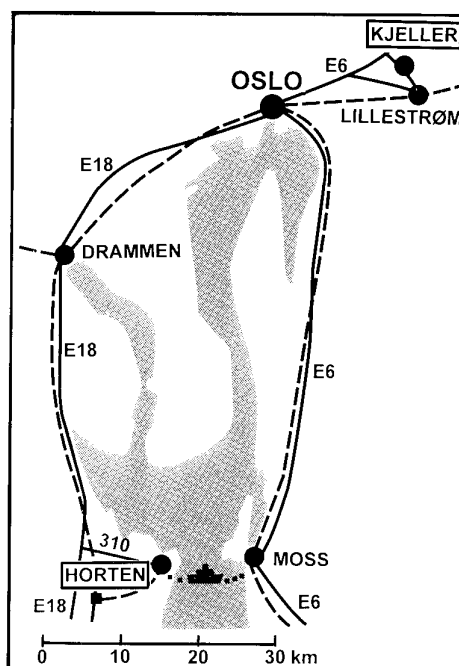 KJELLER
E6
OSLO
LILLESTRØM
E18
DRAMMEN
E18
E6
310
MOSS
HORTEN
E18
E6
0 10 20 30 km